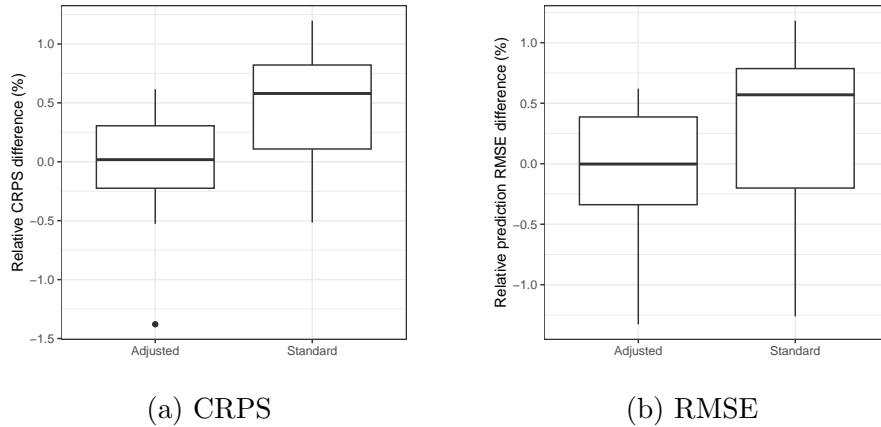 Relative CRPS difference (%)
1.0
0.5
0.0
−0.5
−1.0
−1.5
Adjusted Standard
(a) CRPS
Relative prediction RMSE difference (%)
1.0
0.5
0.0
−0.5
−1.0
Adjusted Standard
(b) RMSE